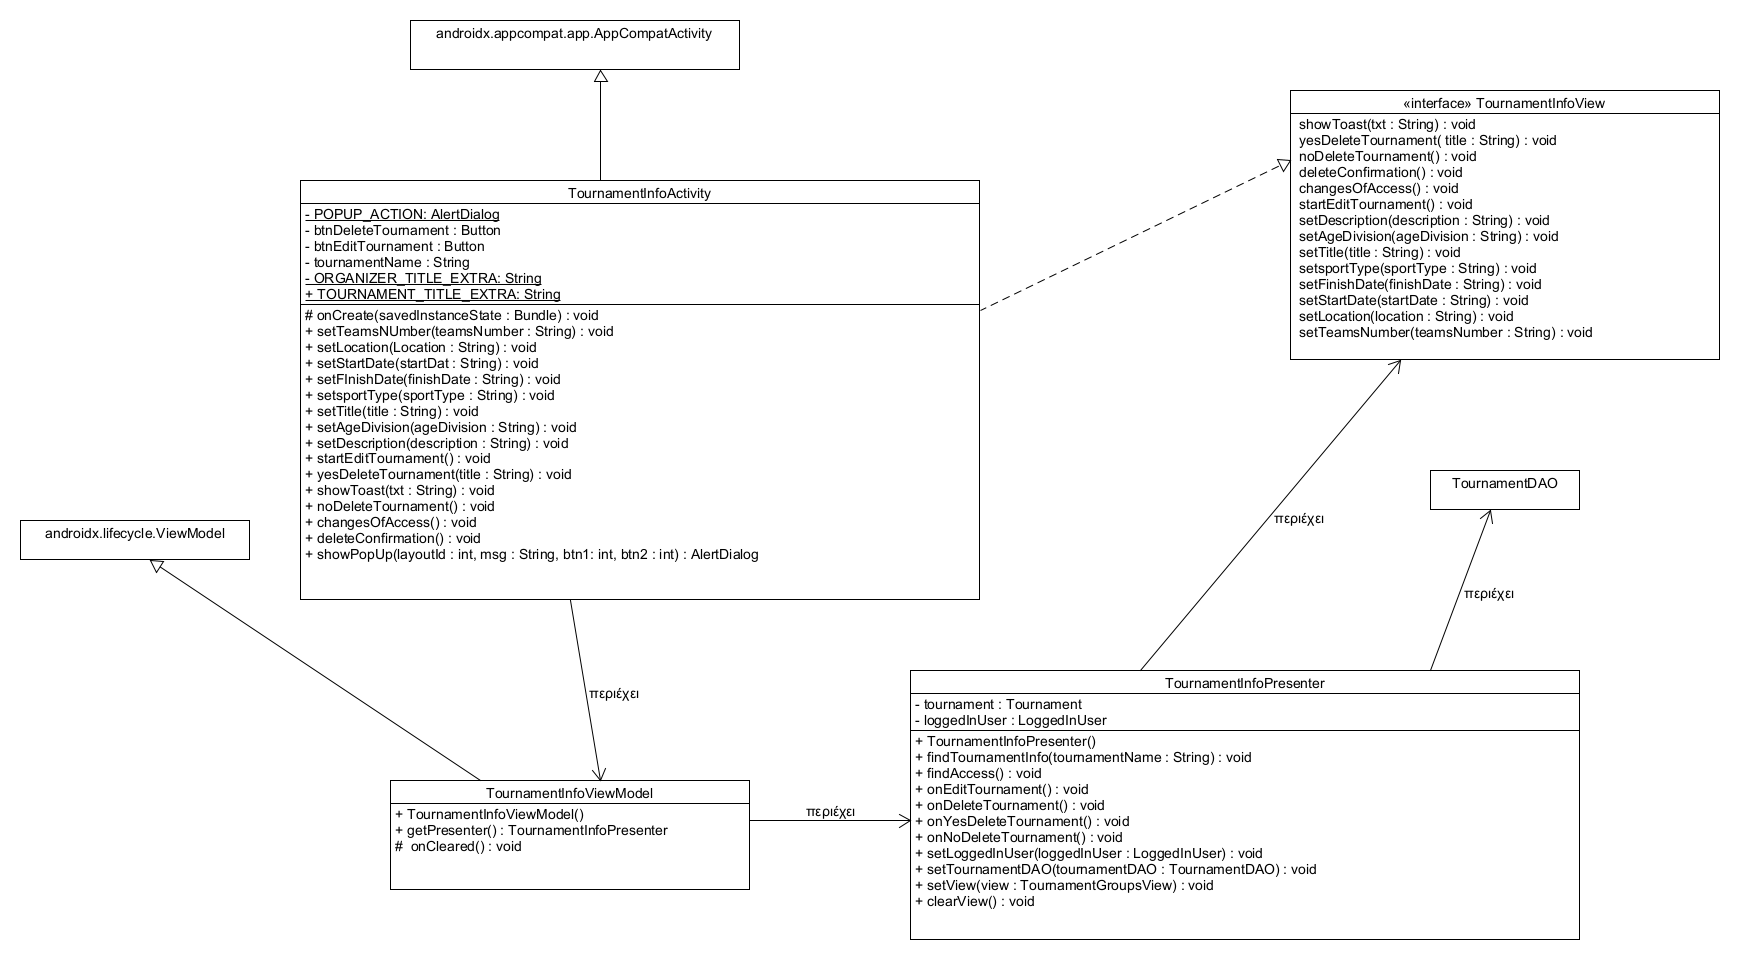 androidx.appcompat.app.AppCompatActivity
«interface» TournamentInfoView
showToast(txt : String) : void
yesDeleteTournament( title : String) : void
noDeleteTournament() : void
deleteConfirmation() : void
changesOfAccess() : void
startEditTournament() : void
setDescription(description : String) : void
setAgeDivision(ageDivision : String) : void
setTitle(title : String) : void
setsportType(sportType : String) : void
setFinishDate(finishDate : String) : void
setStartDate(startDate : String) : void
setLocation(location : String) : void
setTeamsNUmber(teamsNumber : String) : void
TournamentInfoActivity
- POPUP_ACTION: AlertDialog
- btnDeleteTournament : Button
- btnEditTournament : Button
- tournamentName : String
- ORGANIZER_TITLE_EXTRA: String
+ TOURNAMENT_TITLE_EXTRA: String
# onCreate(savedInstanceState : Bundle) : void
+ setTeamsNUmber(teamsNumber : String) : void
+ setLocation(Location : String) : void
+ setStartDate(startDat : String) : void
+ setFInishDate(finishDate : String) : void
+ setsportType(sportType : String) : void
+ setTitle(title : String) : void
+ setAgeDivision(ageDivision : String) : void
+ setDescription(description : String) : void
+ startEditTournament() : void
+ yesDeleteTournament(title : String) : void
+ showToast(txt : String) : void
+ noDeleteTournament() : void
+ changesOfAccess() : void
+ deleteConfirmation() : void
+ showPopUp(layoutId : int, msg : String, btn1: int, btn2 : int) : AlertDialog
TournamentDAO
περιέχει
androidx.lifecycle.ViewModel
περιέχει
περιέχει
TournamentInfoPresenter
- tournament : Tournament
- loggedInUser : LoggedInUser
+ TournamentInfoPresenter()
+ findTournamentInfo(tournamentName : String) : void
+ findAccess() : void
+ onEditTournament() : void
+ onDeleteTournament() : void
+ onYesDeleteTournament() : void
+ onNoDeleteTournament() : void
+ setLoggedInUser(loggedInUser : LoggedInUser) : void
+ setTournamentDAO(tournamentDAO : TournamentDAO) : void
+ setView(view : TournamentGroupsView) : void
+ clearView() : void
TournamentInfoViewModel
+ TournamentInfoViewModel()
+ getPresenter() : TournamentInfoPresenter
# onCleared() : void
περιέχει